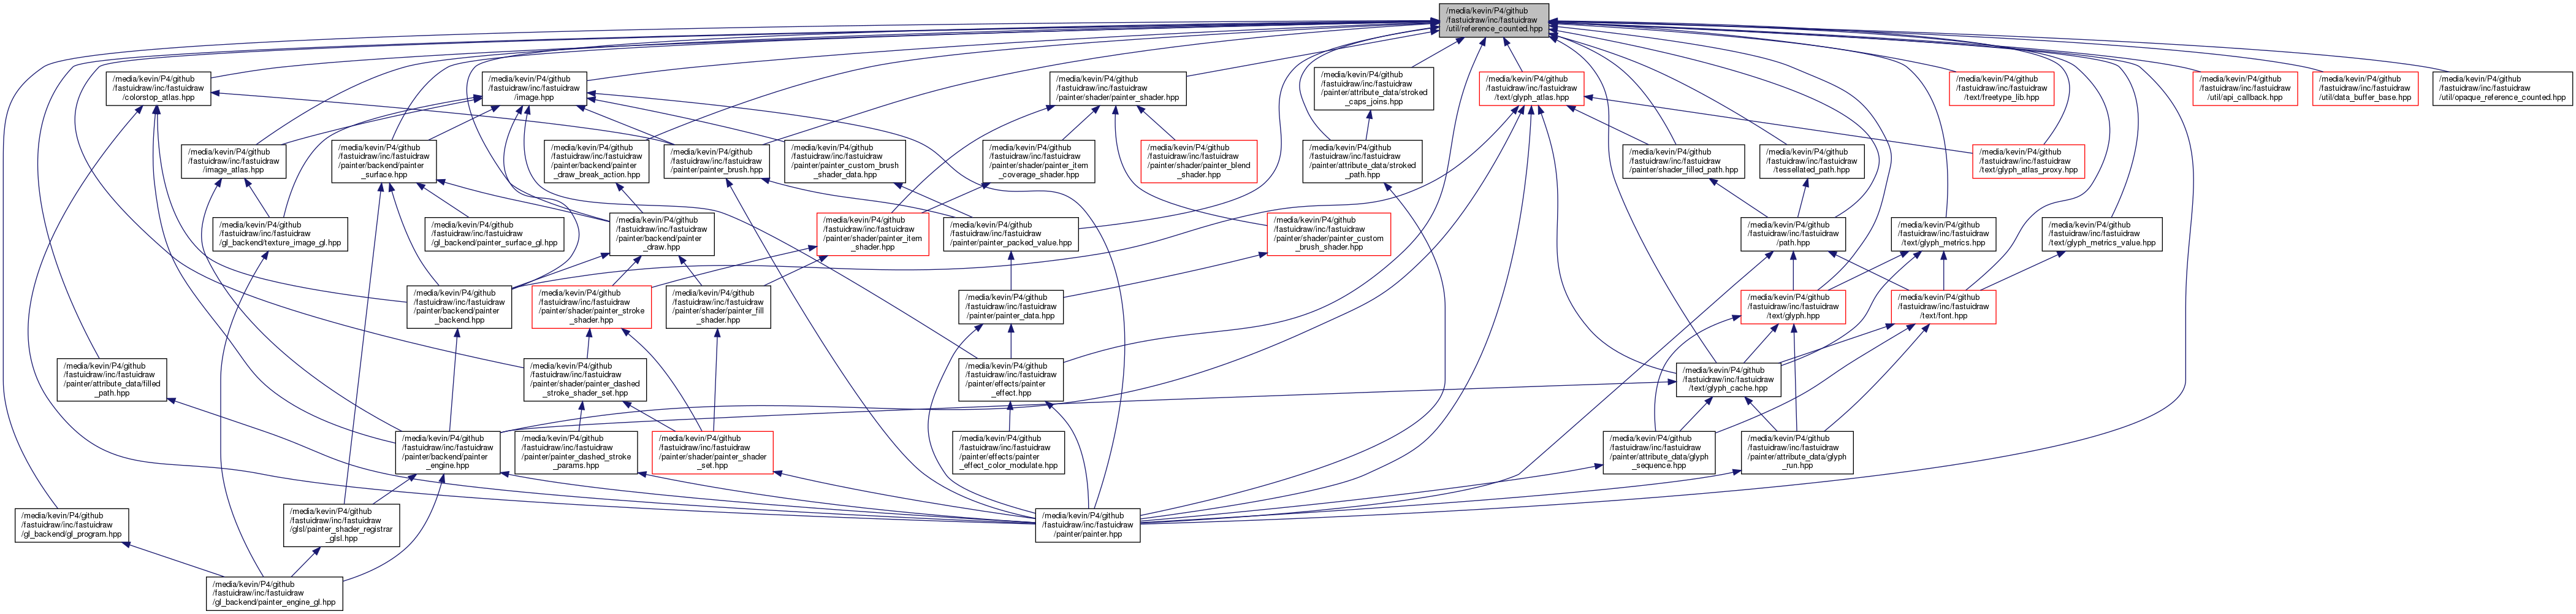 /media/kevin/P4/github
/fastuidraw/inc/fastuidraw
/util/reference_counted.hpp
/media/kevin/P4/github
/fastuidraw/inc/fastuidraw
/colorstop_atlas.hpp
/media/kevin/P4/github
/fastuidraw/inc/fastuidraw
/image.hpp
/media/kevin/P4/github
/fastuidraw/inc/fastuidraw
/painter/shader/painter_shader.hpp
/media/kevin/P4/github
/fastuidraw/inc/fastuidraw
/painter/attribute_data/stroked
_caps_joins.hpp
/media/kevin/P4/github
/fastuidraw/inc/fastuidraw
/text/glyph_atlas.hpp
/media/kevin/P4/github
/fastuidraw/inc/fastuidraw
/text/freetype_lib.hpp
/media/kevin/P4/github
/fastuidraw/inc/fastuidraw
/util/api_callback.hpp
/media/kevin/P4/github
/fastuidraw/inc/fastuidraw
/util/data_buffer_base.hpp
/media/kevin/P4/github
/fastuidraw/inc/fastuidraw
/util/opaque_reference_counted.hpp
/media/kevin/P4/github
/fastuidraw/inc/fastuidraw
/image_atlas.hpp
/media/kevin/P4/github
/fastuidraw/inc/fastuidraw
/painter/backend/painter
_surface.hpp
/media/kevin/P4/github
/fastuidraw/inc/fastuidraw
/painter/backend/painter
_draw_break_action.hpp
/media/kevin/P4/github
/fastuidraw/inc/fastuidraw
/painter/painter_brush.hpp
/media/kevin/P4/github
/fastuidraw/inc/fastuidraw
/painter/painter_custom_brush
_shader_data.hpp
/media/kevin/P4/github
/fastuidraw/inc/fastuidraw
/painter/shader/painter_item
_coverage_shader.hpp
/media/kevin/P4/github
/fastuidraw/inc/fastuidraw
/painter/shader/painter_blend
_shader.hpp
/media/kevin/P4/github
/fastuidraw/inc/fastuidraw
/painter/attribute_data/stroked
_path.hpp
/media/kevin/P4/github
/fastuidraw/inc/fastuidraw
/painter/shader_filled_path.hpp
/media/kevin/P4/github
/fastuidraw/inc/fastuidraw
/tessellated_path.hpp
/media/kevin/P4/github
/fastuidraw/inc/fastuidraw
/text/glyph_atlas_proxy.hpp
/media/kevin/P4/github
/fastuidraw/inc/fastuidraw
/gl_backend/texture_image_gl.hpp
/media/kevin/P4/github
/fastuidraw/inc/fastuidraw
/gl_backend/painter_surface_gl.hpp
/media/kevin/P4/github
/fastuidraw/inc/fastuidraw
/painter/backend/painter
_draw.hpp
/media/kevin/P4/github
/fastuidraw/inc/fastuidraw
/painter/shader/painter_item
_shader.hpp
/media/kevin/P4/github
/fastuidraw/inc/fastuidraw
/painter/painter_packed_value.hpp
/media/kevin/P4/github
/fastuidraw/inc/fastuidraw
/painter/shader/painter_custom
_brush_shader.hpp
/media/kevin/P4/github
/fastuidraw/inc/fastuidraw
/path.hpp
/media/kevin/P4/github
/fastuidraw/inc/fastuidraw
/text/glyph_metrics.hpp
/media/kevin/P4/github
/fastuidraw/inc/fastuidraw
/text/glyph_metrics_value.hpp
/media/kevin/P4/github
/fastuidraw/inc/fastuidraw
/painter/backend/painter
_backend.hpp
/media/kevin/P4/github
/fastuidraw/inc/fastuidraw
/painter/shader/painter_stroke
_shader.hpp
/media/kevin/P4/github
/fastuidraw/inc/fastuidraw
/painter/shader/painter_fill
_shader.hpp
/media/kevin/P4/github
/fastuidraw/inc/fastuidraw
/painter/painter_data.hpp
/media/kevin/P4/github
/fastuidraw/inc/fastuidraw
/text/glyph.hpp
/media/kevin/P4/github
/fastuidraw/inc/fastuidraw
/text/font.hpp
/media/kevin/P4/github
/fastuidraw/inc/fastuidraw
/painter/attribute_data/filled
_path.hpp
/media/kevin/P4/github
/fastuidraw/inc/fastuidraw
/painter/shader/painter_dashed
_stroke_shader_set.hpp
/media/kevin/P4/github
/fastuidraw/inc/fastuidraw
/painter/effects/painter
_effect.hpp
/media/kevin/P4/github
/fastuidraw/inc/fastuidraw
/text/glyph_cache.hpp
/media/kevin/P4/github
/fastuidraw/inc/fastuidraw
/painter/backend/painter
_engine.hpp
/media/kevin/P4/github
/fastuidraw/inc/fastuidraw
/painter/painter_dashed_stroke
_params.hpp
/media/kevin/P4/github
/fastuidraw/inc/fastuidraw
/painter/shader/painter_shader
_set.hpp
/media/kevin/P4/github
/fastuidraw/inc/fastuidraw
/painter/effects/painter
_effect_color_modulate.hpp
/media/kevin/P4/github
/fastuidraw/inc/fastuidraw
/painter/attribute_data/glyph
_sequence.hpp
/media/kevin/P4/github
/fastuidraw/inc/fastuidraw
/painter/attribute_data/glyph
_run.hpp
/media/kevin/P4/github
/fastuidraw/inc/fastuidraw
/gl_backend/gl_program.hpp
/media/kevin/P4/github
/fastuidraw/inc/fastuidraw
/glsl/painter_shader_registrar
_glsl.hpp
/media/kevin/P4/github
/fastuidraw/inc/fastuidraw
/painter/painter.hpp
/media/kevin/P4/github
/fastuidraw/inc/fastuidraw
/gl_backend/painter_engine_gl.hpp